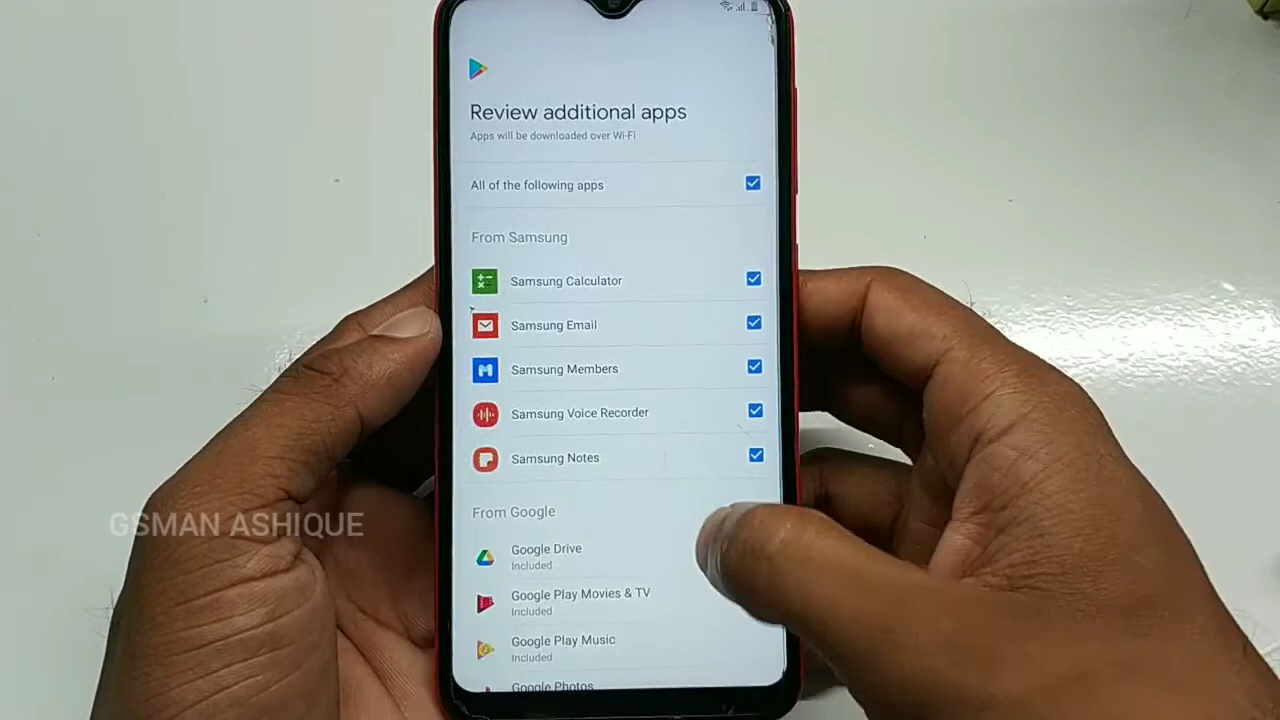 Review additional apps
Apps will be downloaded over Wi-Fi
All of the following apps
From Samsung
Samsung Calculator
Samsung Email
Samsung Members
Samsung Voice Recorder
Samsung Notes
GSMAN ASHIQUE
From Google
Google Drive
Included
Google Play Movies & TV
Included
Google Play Music
Included
Google Photos